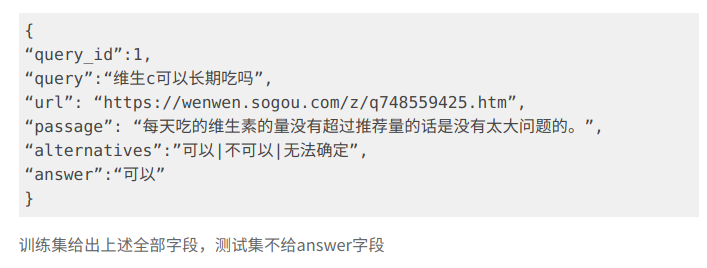 {
“query_id”:1,
“query”:“维生c可以长期吃吗”,
“url”: “https://wenwen.sogou.com/z/q748559425.htm”,
“passage”: “每天吃的维生素的量没有超过推荐量的话是没有太大问题的。”,
“alternatives”:”可以|不可以|无法确定”,
“answer”:“可以”
}
训练集给出上述全部字段，测试集不给answer字段